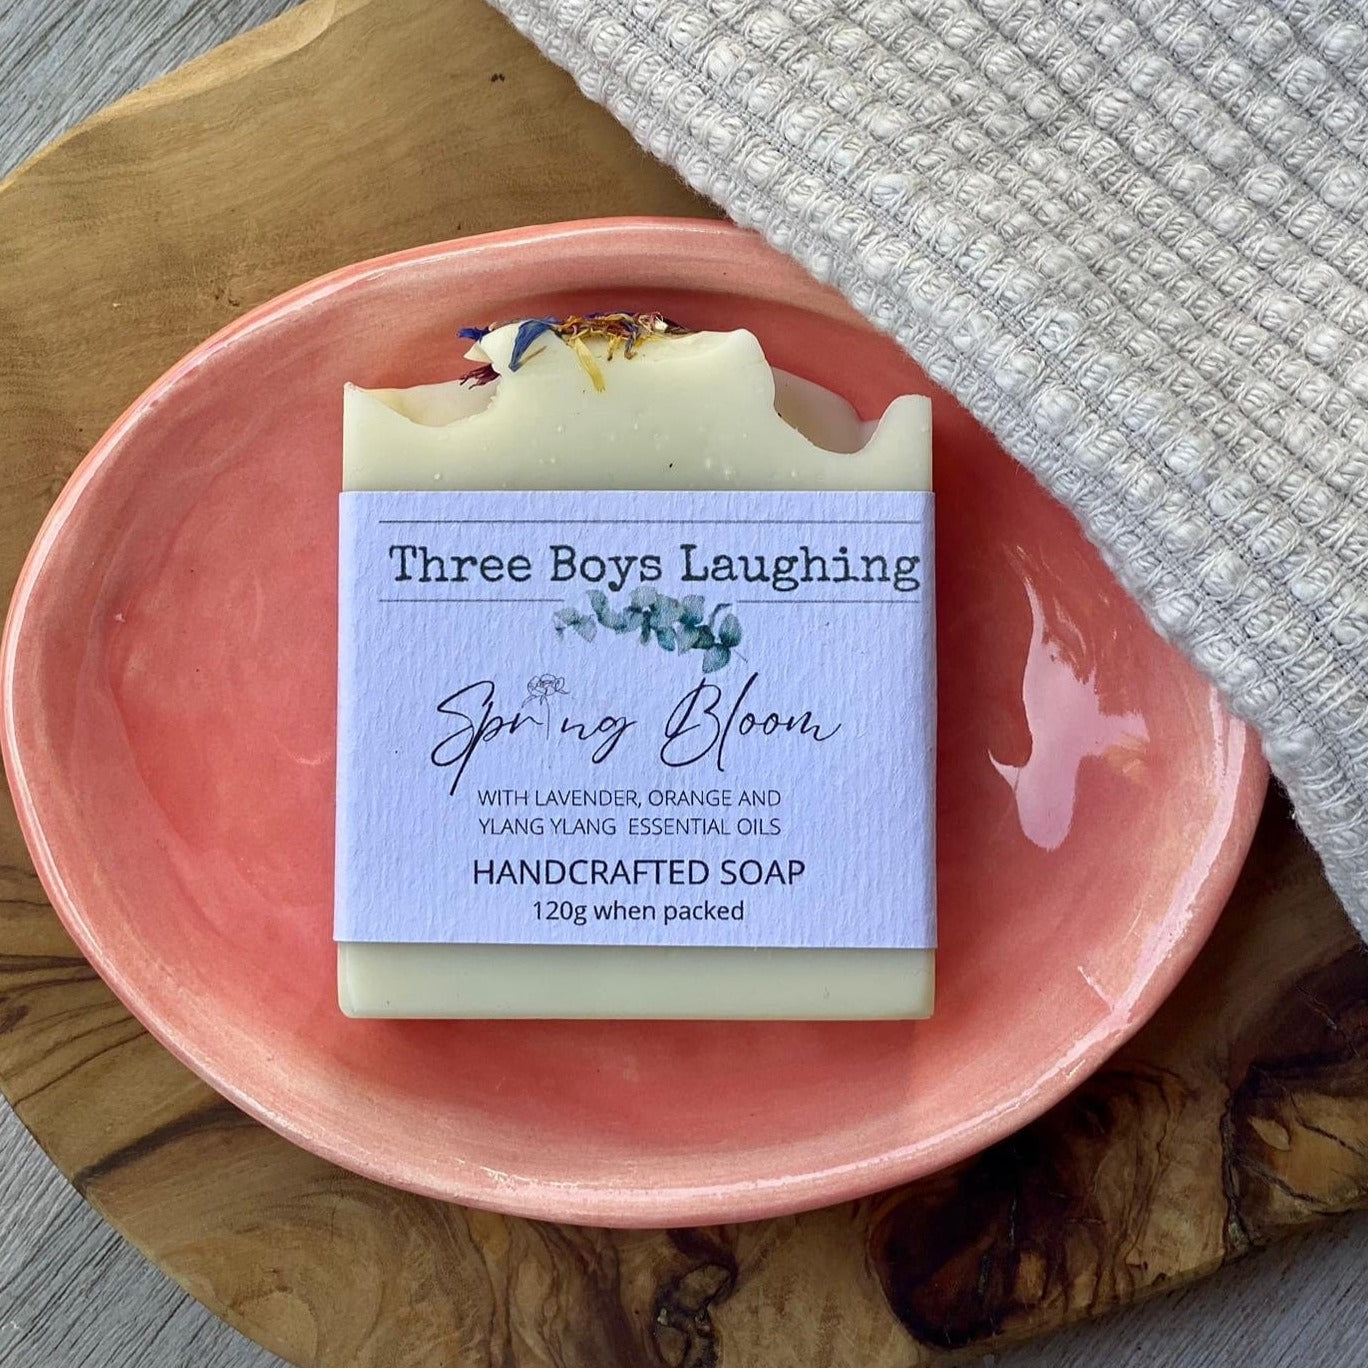 Three Boys Laughing
Spring Bloom
WITH LAVENDER, ORANGE AND
YLANG YLANG ESSENTIAL OILS
HANDCRAFTED SOAP
120g when packed